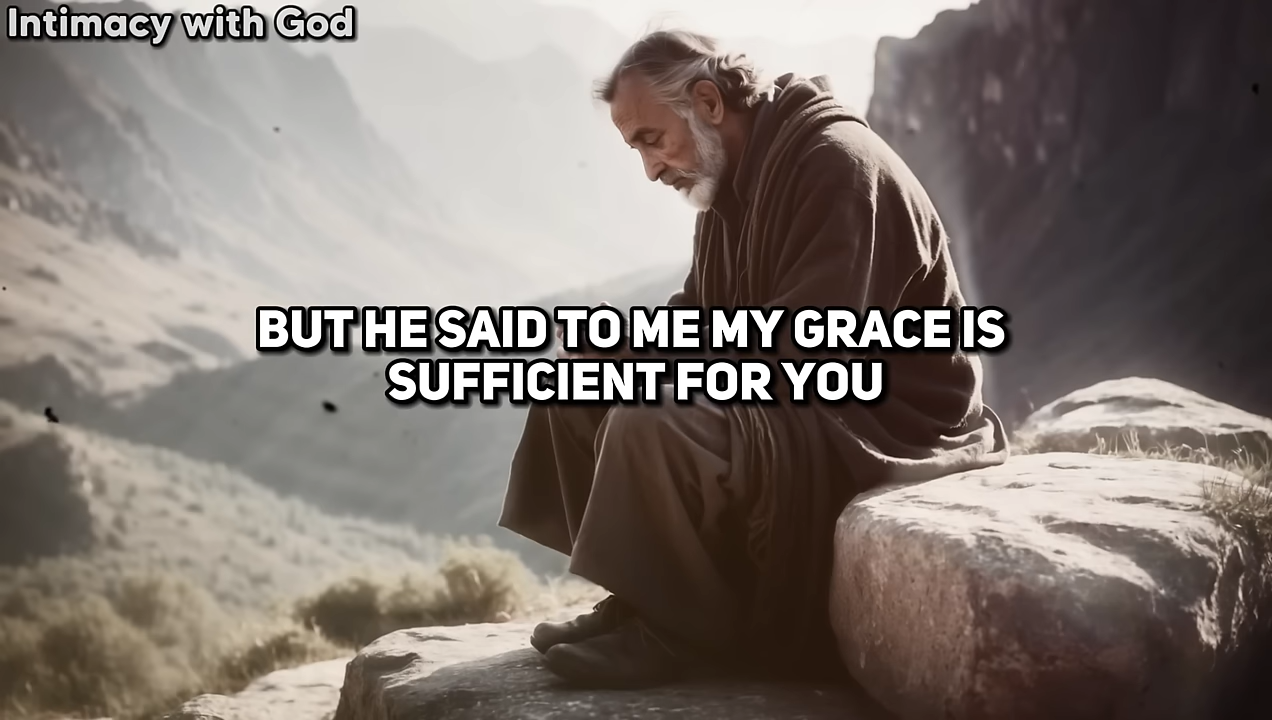 Intimacy with God
BUT HE SAID TO ME MY GRACE IS
SUFFICIENT FOR YOU